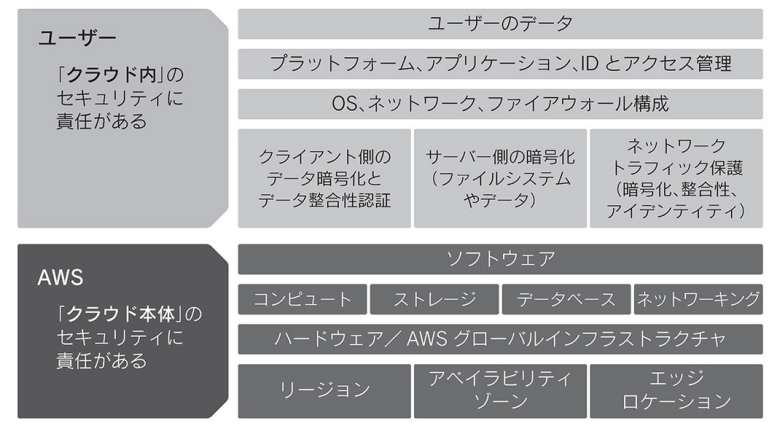 ユーザー
「クラウド内」の
セキュリティに
責任がある
ユーザーのデータ
プラットフォーム、アプリケーション、ID とアクセス管理
OS、ネットワーク、ファイアウォール構成
クライアント側の
データ暗号化と
データ整合性認証
サーバー側の暗号化
（ファイルシステム
やデータ）
ネットワーク
トラフィック保護
（暗号化、整合性、
アイデンティティ）
AWS
「クラウド本体」の
セキュリティに
責任がある
ソフトウェア
コンピュート
ストレージ
データベース
ネットワーキング
ハードウェア／ AWS グローバルインフラストラクチャ
リージョン
アベイラビリティ
ゾーン
エッジ
ロケーション